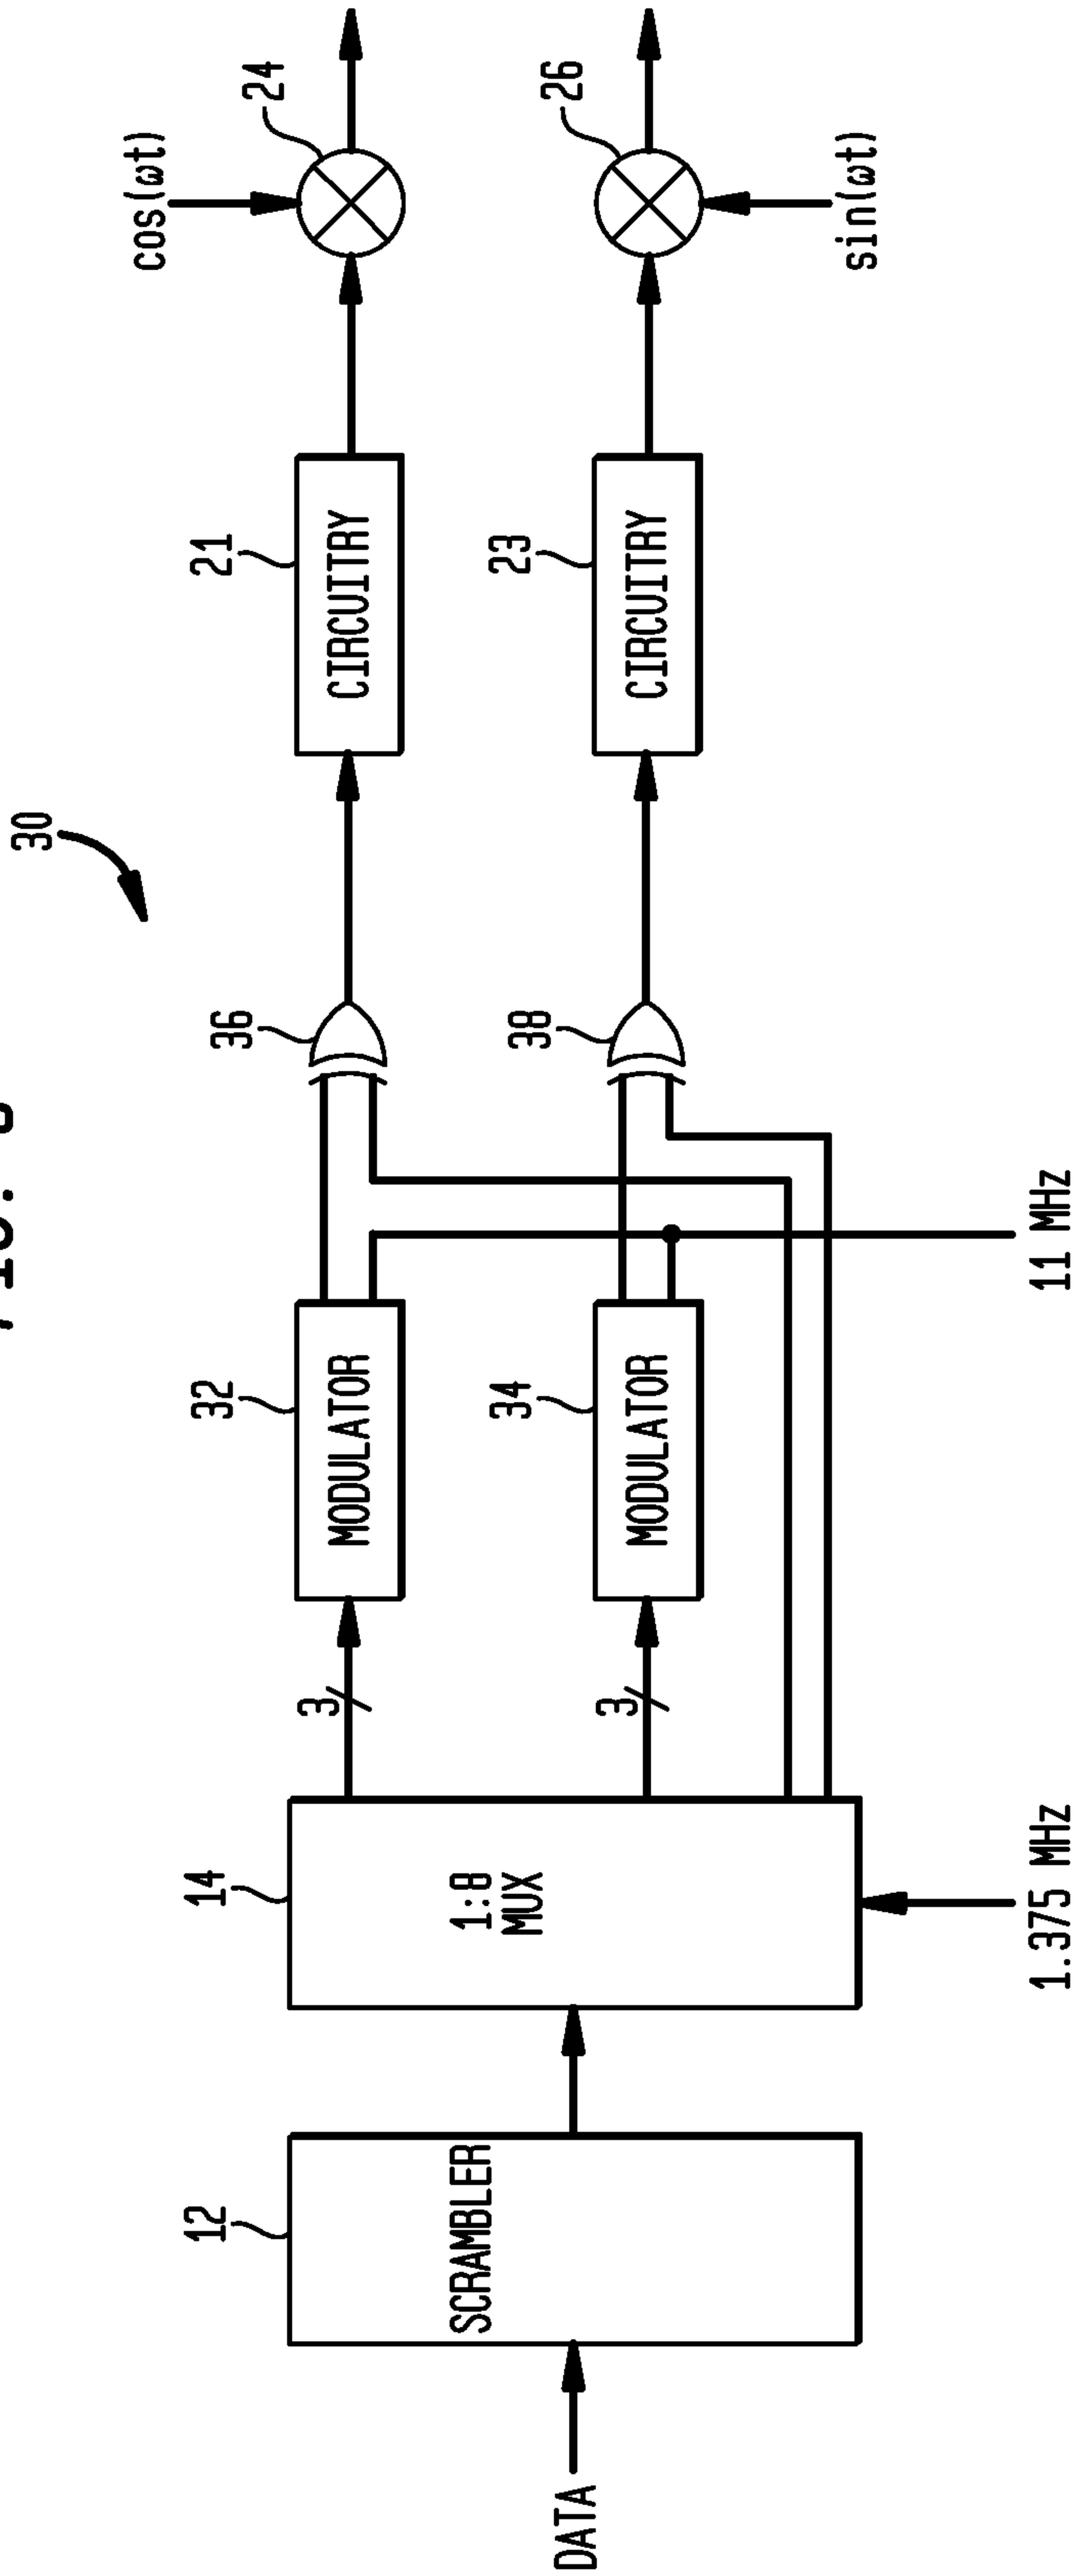 30
cos(ωt)
12
14
32
36
21
24
SCRAMBLER
1:8
MUX
3
MODULATOR
CIRCUITRY
34
38
23
26
DATA
3
MODULATOR
CIRCUITRY
sin(ωt)
1.375 MHz
11 MHz